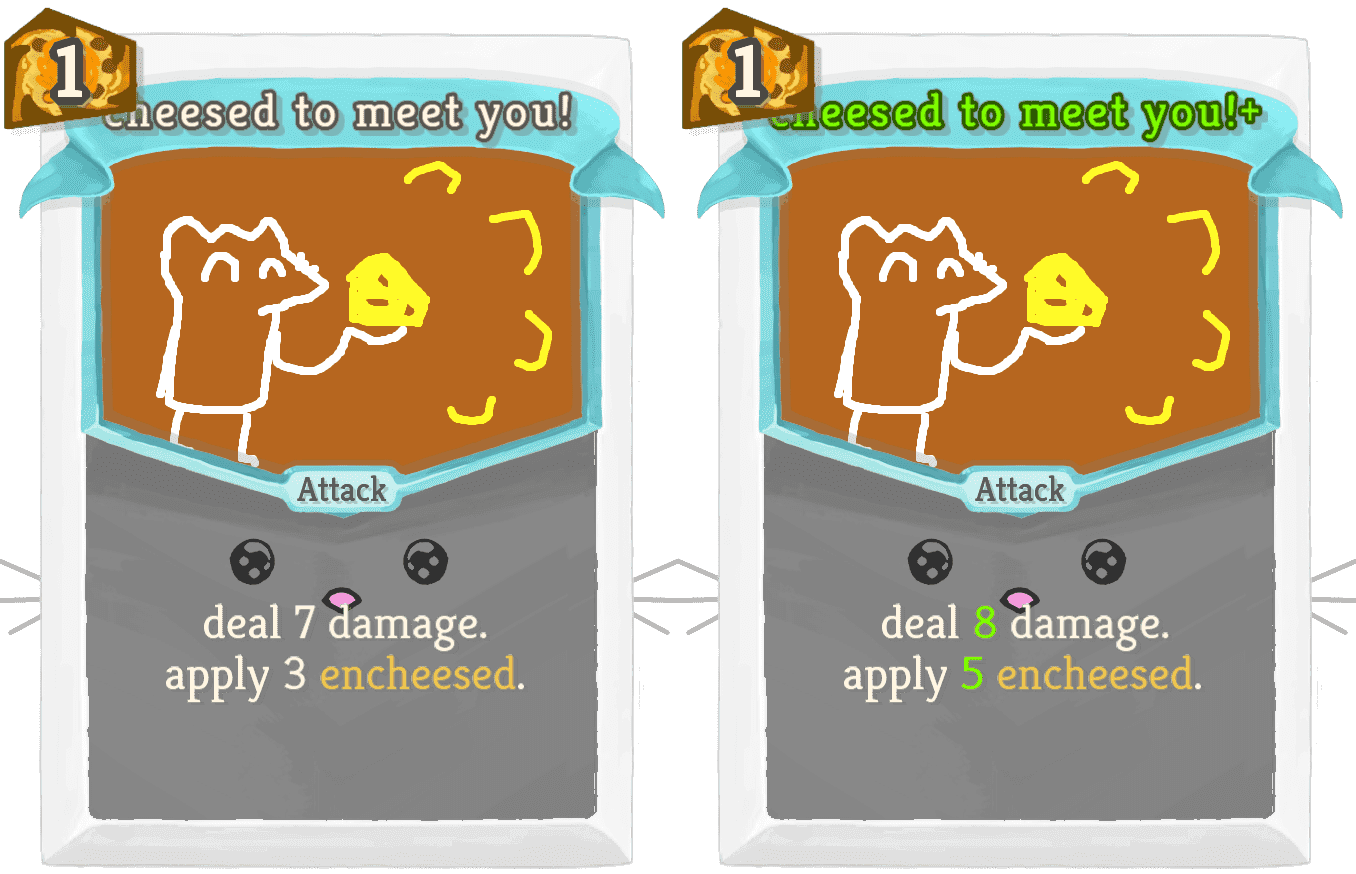 1
cheesed to meet you!
Attack
deal 7 damage.
apply 3 encheesed.
1
cheesed to meet you!+
Attack
deal 8 damage.
apply 5 encheesed.